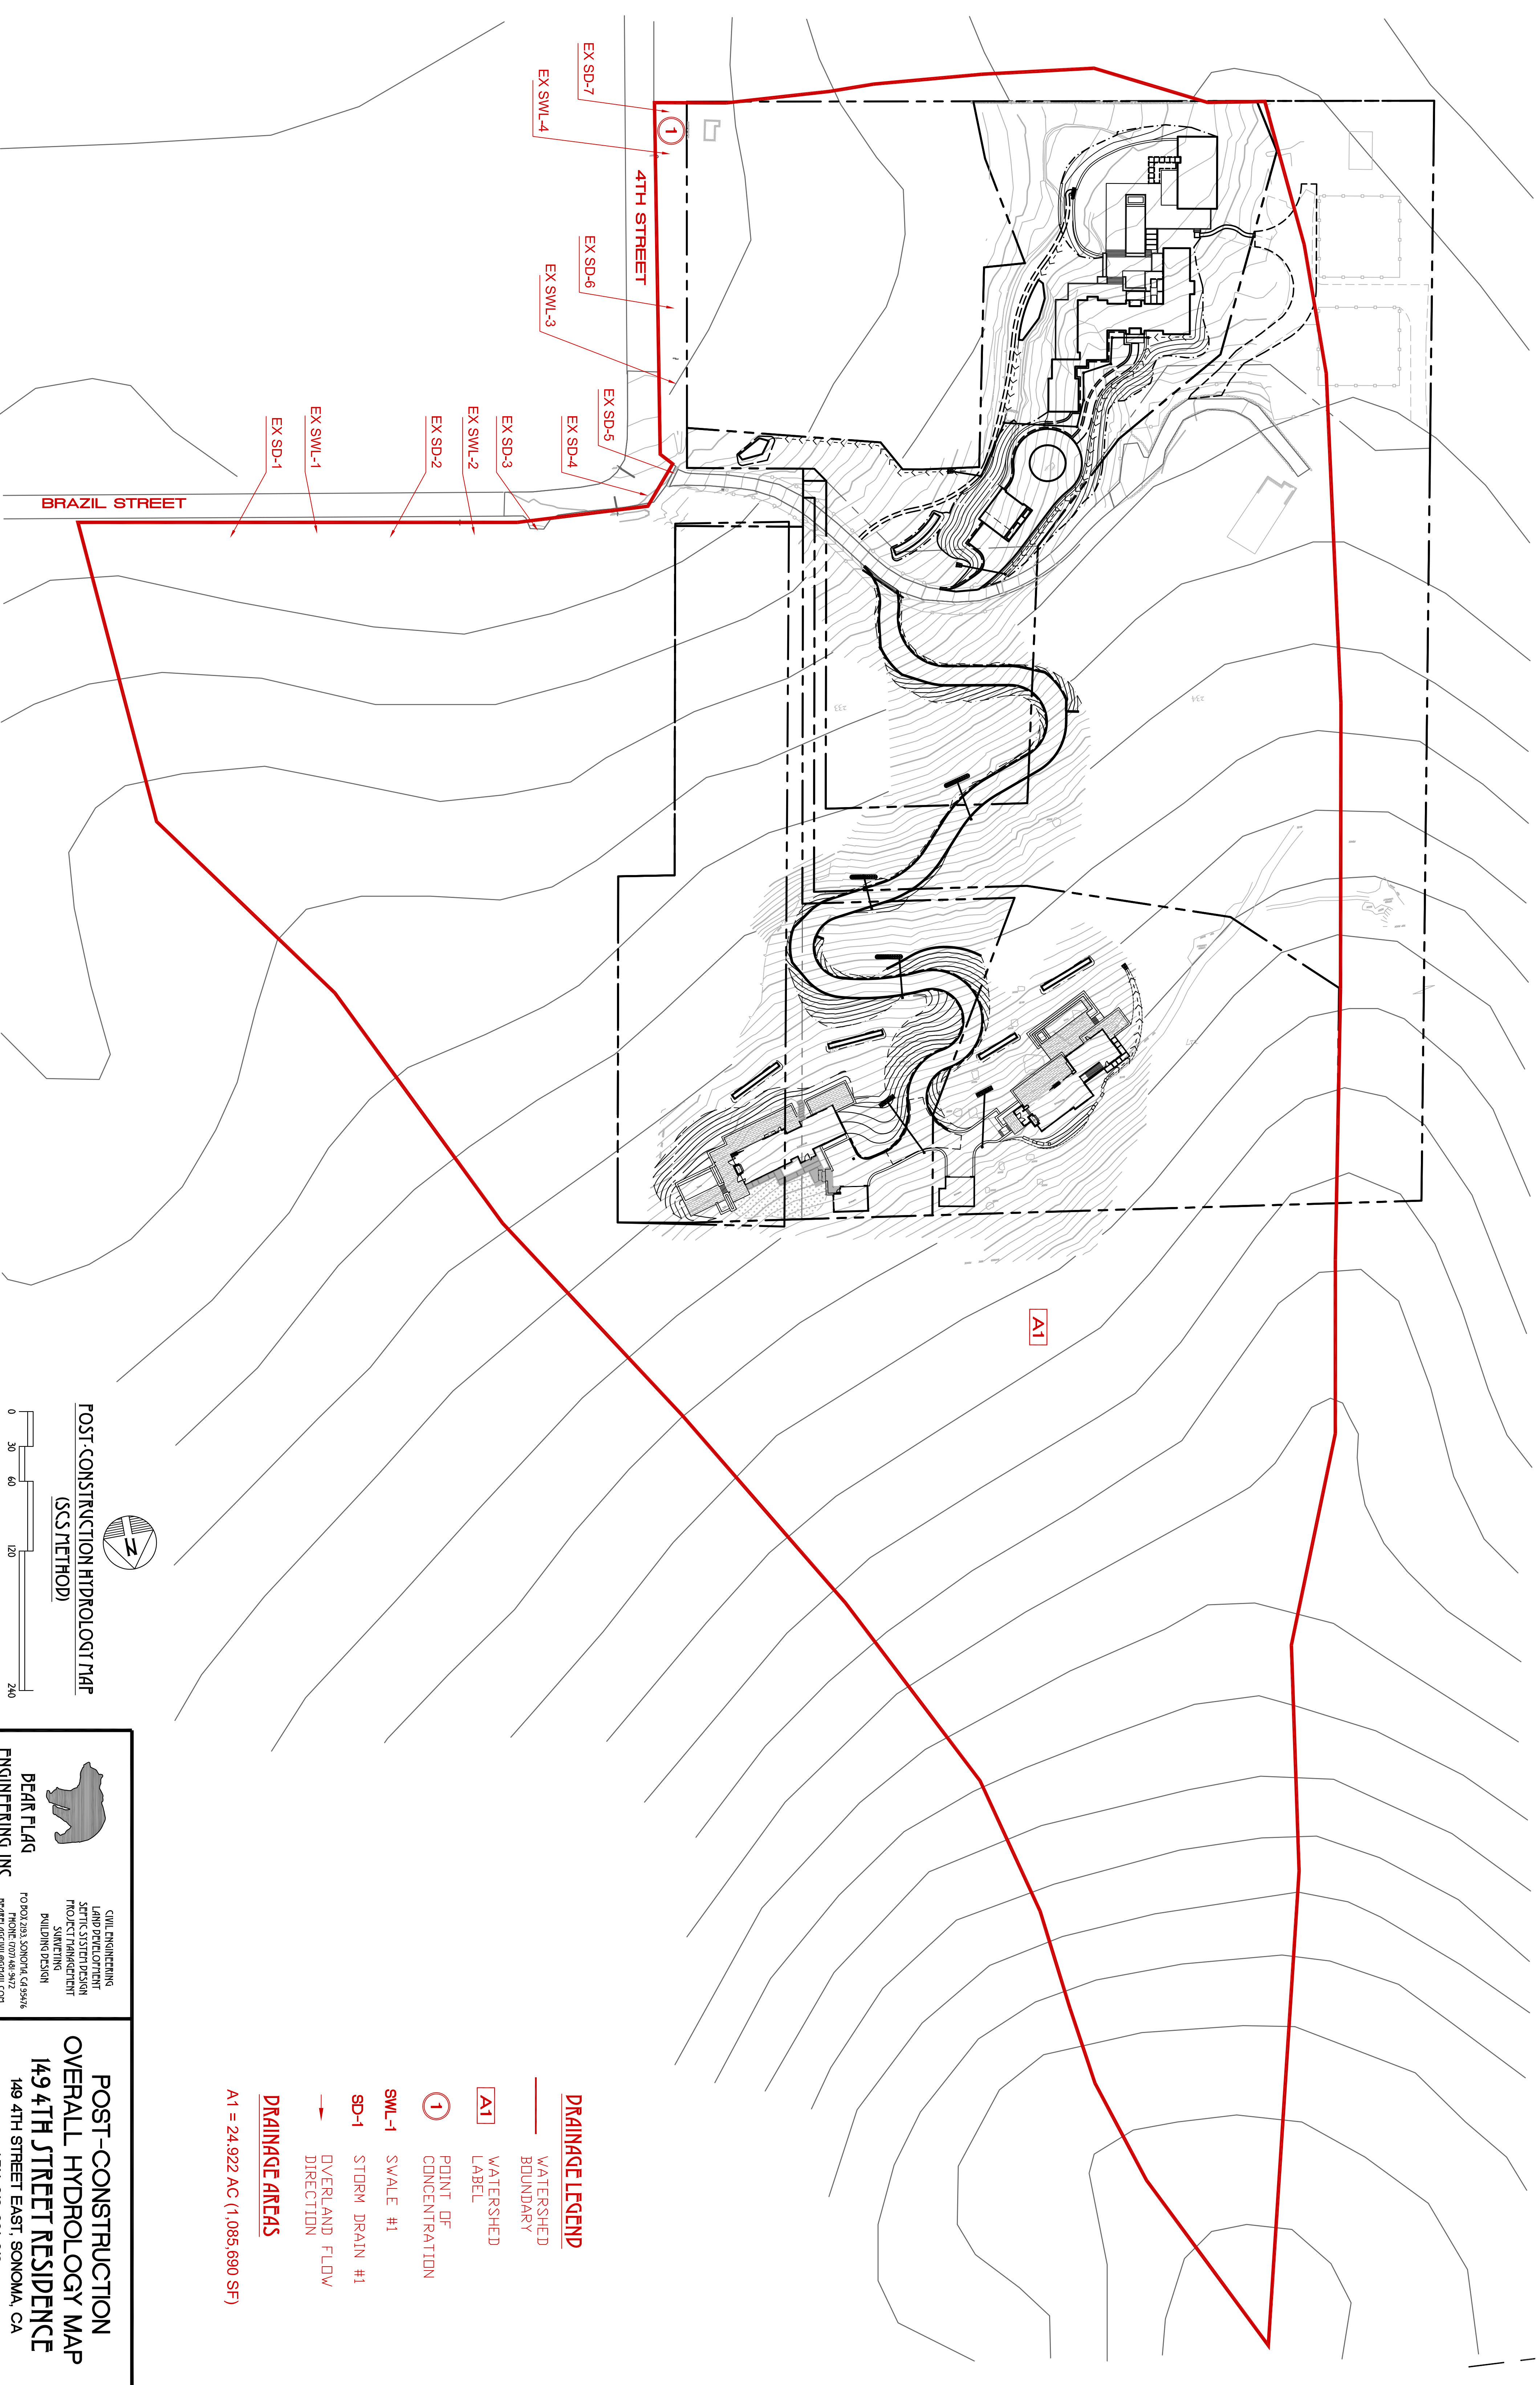 EX SD-7
EX SWL-4
1
4TH STREET
EX SD-6
EX SWL-3
EX SD-5
EX SD-4
EX SD-3
EX SWL-2
EX SD-2
EX SWL-1
EX SD-1
BRAZIL STREET
A1
N
POST-CONSTRUCTION HYDROLOGY MAP
(SCS METHOD)
0 30 60 120 240
DRAINAGE LEGEND
WATERSHED
BOUNDARY
A1 WATERSHED
LABEL
1 POINT OF
CONCENTRATION
SWL-1 SWALE #1
SD-1 STORM DRAIN #1
OVERLAND FLOW
DIRECTION
DRAINAGE AREAS
A1 = 24.922 AC (1,085,690 SF)
BEAR FLAG
ENGINEERING, INC
CIVIL ENGINEERING
LAND DEVELOPMENT
SEPTIC SYSTEM DESIGN
PROJECT MANAGEMENT
SURVEYING
BUILDING DESIGN
PO BOX 2193, SONOMA, CA 95476
POST-CONSTRUCTION
OVERALL HYDROLOGY MAP
149 4TH STREET RESIDENCE
149 4TH STREET EAST, SONOMA, CA